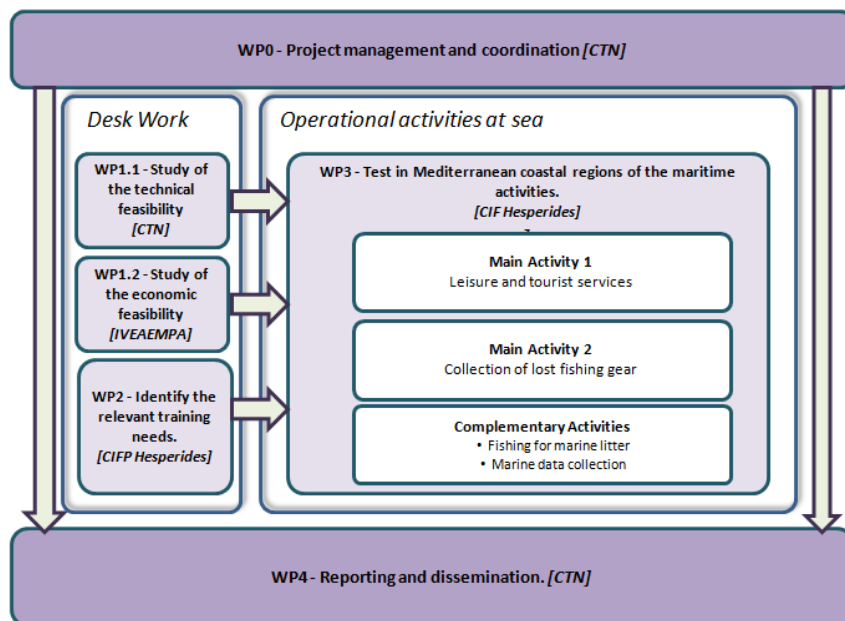 WP0 - Project management and coordination [CTN]
Desk Work
WP1.1 - Study of
the technical
feasibility
[CTN]
WP1.2 - Study of
the economic
feasibility
[IVEAEMPA]
WP2 - Identify the
relevant training
needs.
[CIFP Hesperides]
Operational activities at sea
WP3 - Test in Mediterranean coastal regions of the maritime
activities.
[CIF Hesperides]
Main Activity 1
Leisure and tourist services
Main Activity 2
Collection of lost fishing gear
Complementary Activities
• Fishing for marine litter
• Marine data collection
WP4 - Reporting and dissemination. [CTN]